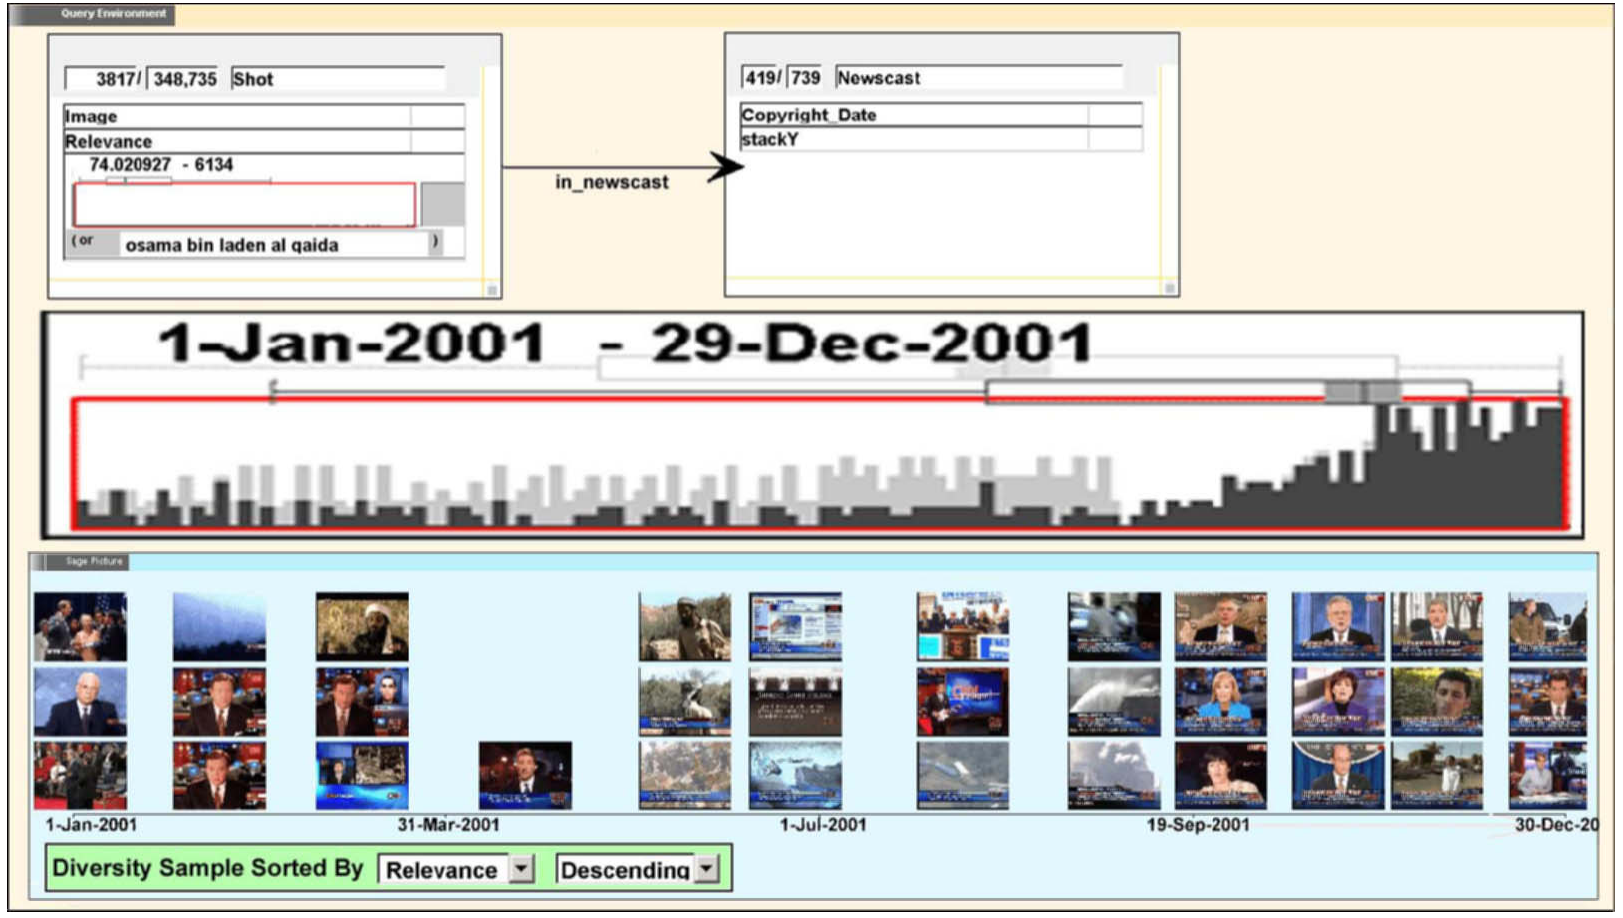 Query Environment
3817/ 348,735 Shot
Image
Relevance
74.020927 - 6134
(or osama bin laden al qaida )
in_newscast
419/ 739 Newscast
Copyright_Date
stackY
1-Jan-2001 - 29-Dec-2001
Sage Picture
1-Jan-2001 31-Mar-2001 1-Jul-2001 19-Sep-2001 30-Dec-20
Diversity Sample Sorted By Relevance Descending